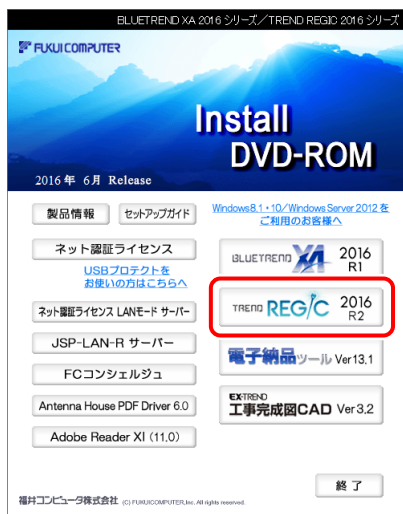 BLUETREND XA 2016 シリーズ／TREND REGIC 2016 シリーズ
FUKUI COMPUTER
Install
DVD-ROM
2016 年 6月 Release
製品情報
セットアップガイド
Windows8.1・10／Windows Server 2012 を
ご利用のお客様へ
ネット認証ライセンス
USBプロテクトを
お使いの方はこちらへ
ネット認証ライセンス LANモード サーバー
JSP-LAN-R サーバー
FCコンシェルジュ
Antenna House PDF Driver 6.0
Adobe Reader XI (11.0)
BLUETREND XA 2016
R1
TREND REGIC 2016
R2
電子納品ツール Ver13.1
EX-TREND
工事完成図CAD Ver3.2
終 了
福井コンピュータ株式会社 (C) FUKUICOMPUTER,Inc. All rights reserved.